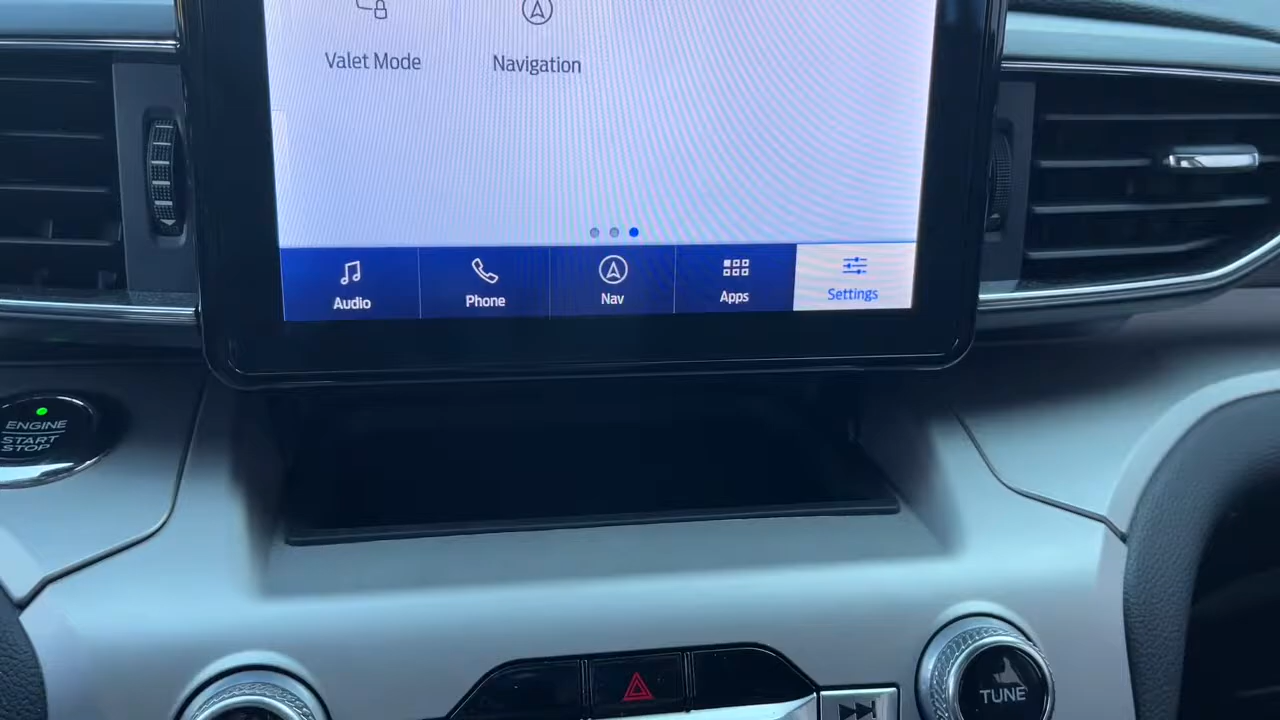 Valet Mode
Navigation
Audio
Phone
Nav
Apps
Settings
ENGINE
START
STOP
TUNE